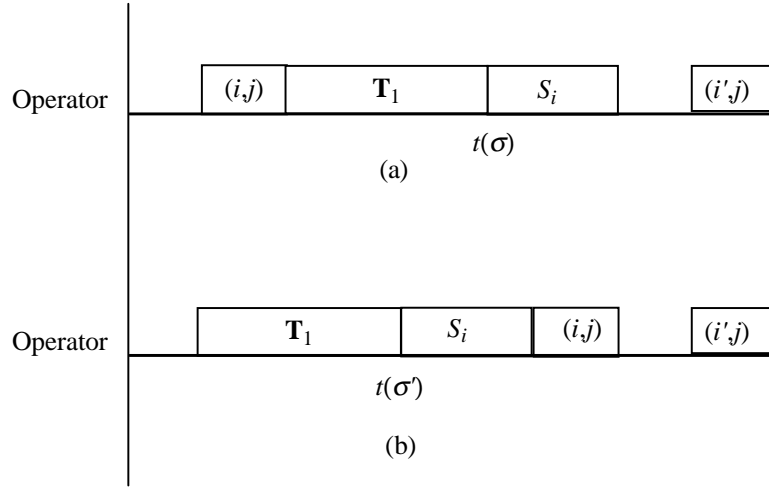 Operator (i,j) T₁ Sᵢ (i′,j)
t(σ)
(a)
Operator T₁ Sᵢ (i,j) (i′,j)
t(σ′)
(b)